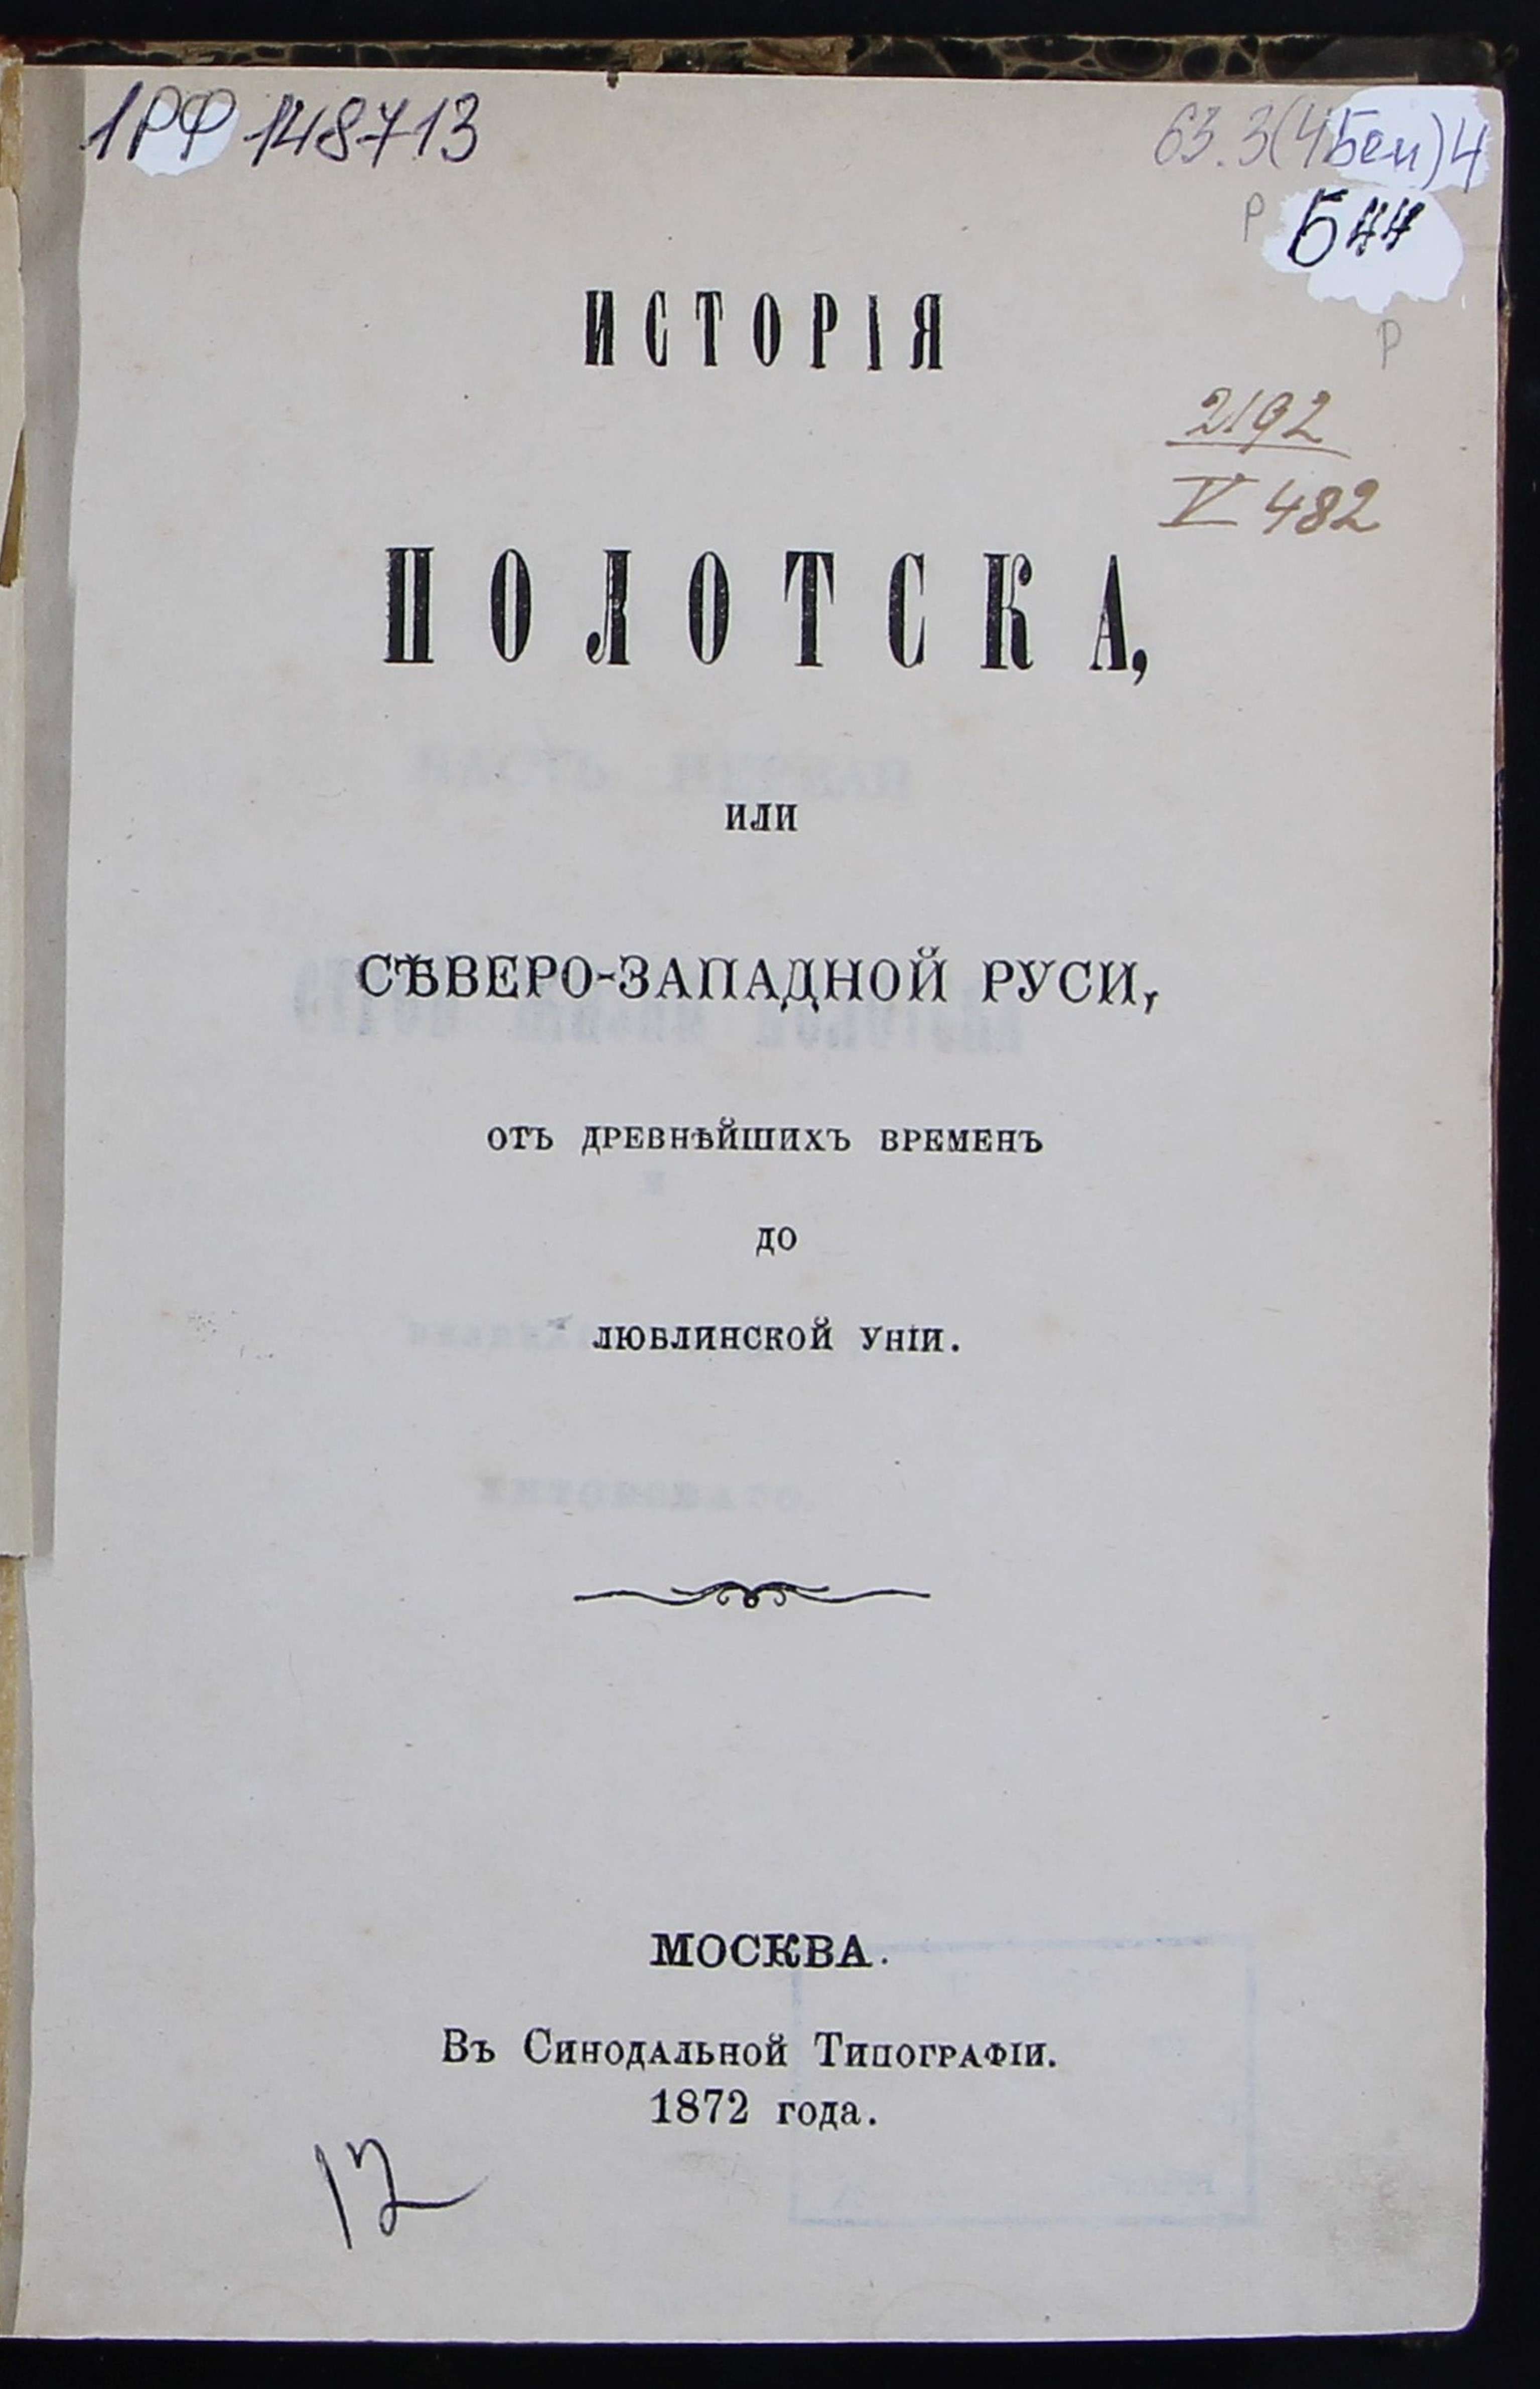 1РФ 148713
63.3(4Беи)4
Р Б44
ИСТОРІЯ
Р
2192
V 482
ПОЛОТСКА,
ИЛИ
СѢВЕРО-ЗАПАДНОЙ РУСИ,
ОТЪ ДРЕВНѢЙШИХЪ ВРЕМЕНЪ
ДО
ЛЮБЛИНСКОЙ УНІИ.
МОСКВА.
Въ Синодальной Типографіи.
1872 года.
12